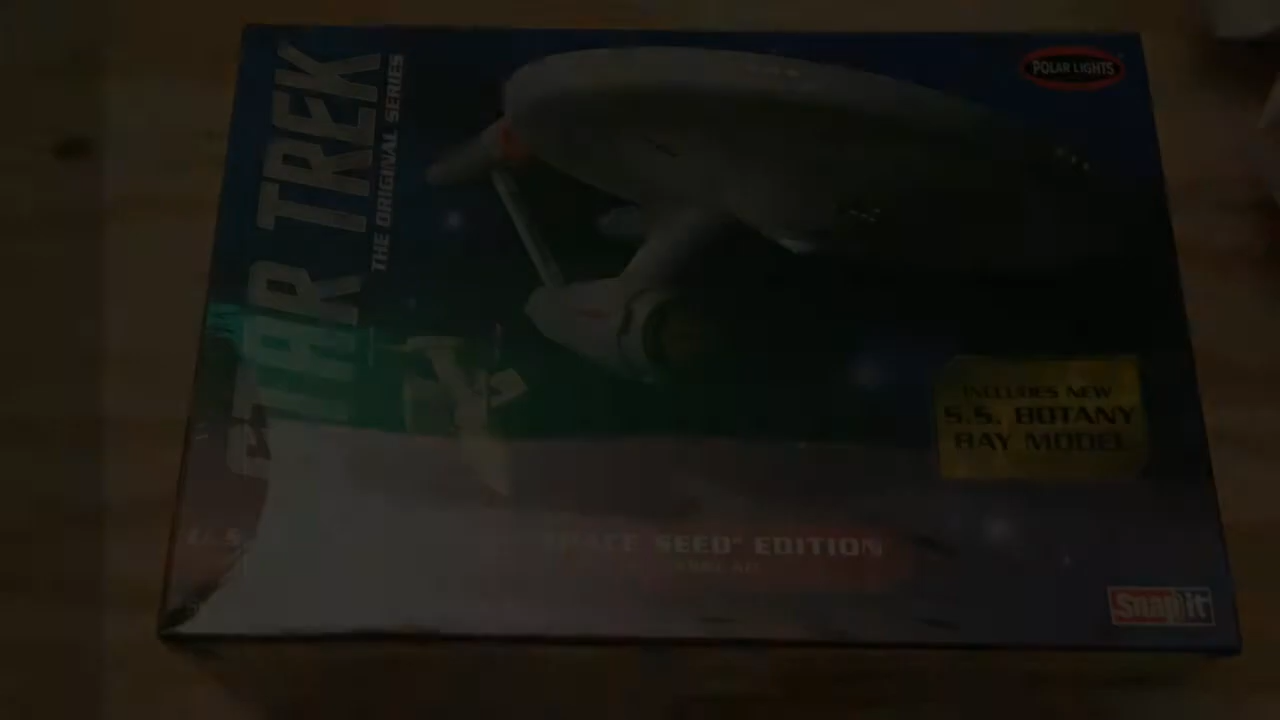 STAR TREK
THE ORIGINAL SERIES
POLAR LIGHTS
INCLUDES NEW
S.S. BOTANY
BAY MODEL
SPACE SEED" EDITION
Snap it